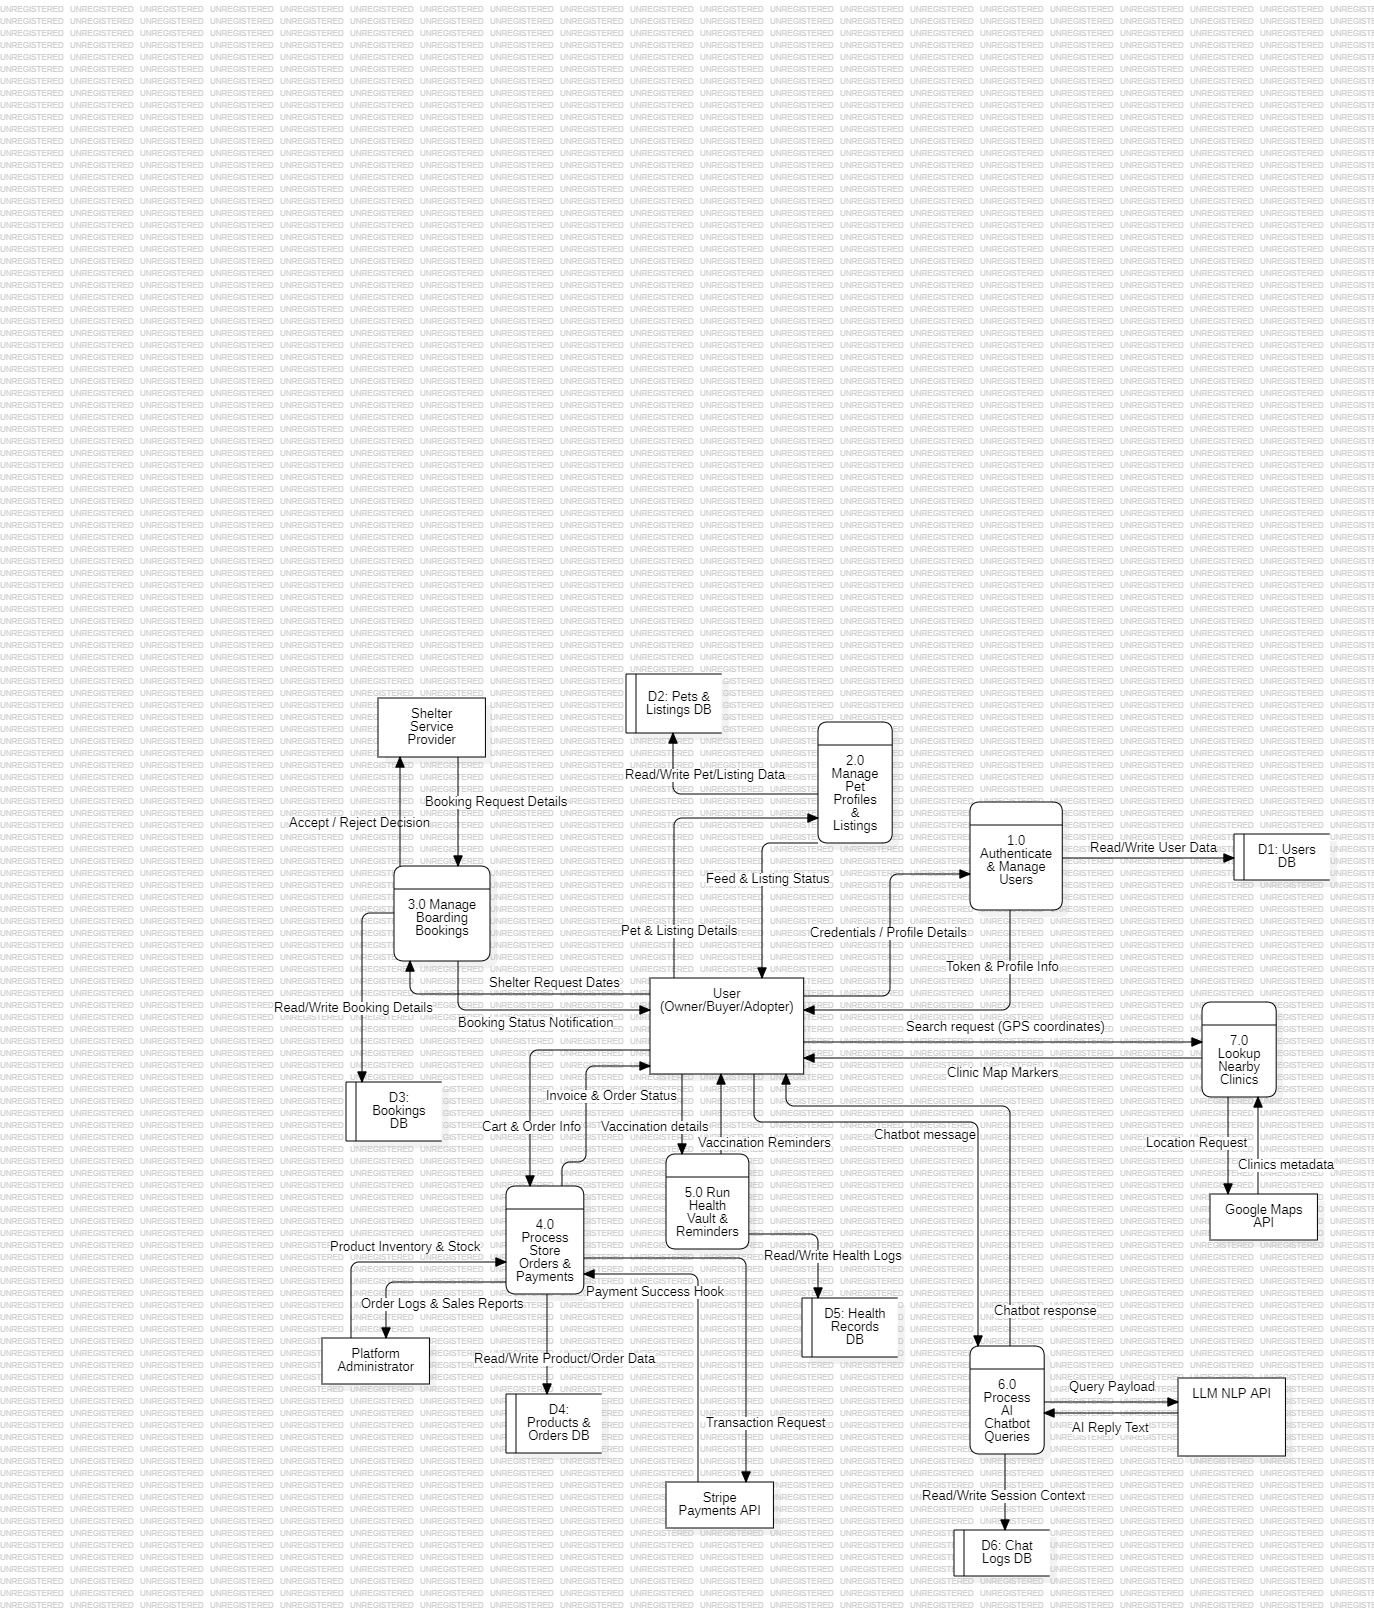 D2: Pets &
Listings DB
Shelter
Service
Provider
2.0
Manage
Pet
Profiles
&
Listings
Read/Write Pet/Listing Data
Booking Request Details
Accept / Reject Decision
1.0
Authenticate
& Manage
Users
Read/Write User Data
D1: Users
DB
Feed & Listing Status
3.0 Manage
Boarding
Bookings
Pet & Listing Details
Credentials / Profile Details
Token & Profile Info
Shelter Request Dates
User
(Owner/Buyer/Adopter)
Read/Write Booking Details
Booking Status Notification
Search request (GPS coordinates)
7.0
Lookup
Nearby
Clinics
Clinic Map Markers
D3:
Bookings
DB
Invoice & Order Status
Cart & Order Info
Vaccination details
Vaccination Reminders
Chatbot message
Location Request
Clinics metadata
5.0 Run
Health
Vault &
Reminders
Google Maps
API
4.0
Process
Store
Orders &
Payments
Product Inventory & Stock
Read/Write Health Logs
Payment Success Hook
Order Logs & Sales Reports
D5: Health
Records
DB
Chatbot response
Platform
Administrator
Read/Write Product/Order Data
6.0
Process
AI
Chatbot
Queries
Query Payload
LLM NLP API
AI Reply Text
D4:
Products &
Orders DB
Transaction Request
Stripe
Payments API
Read/Write Session Context
D6: Chat
Logs DB
UNREGISTERED